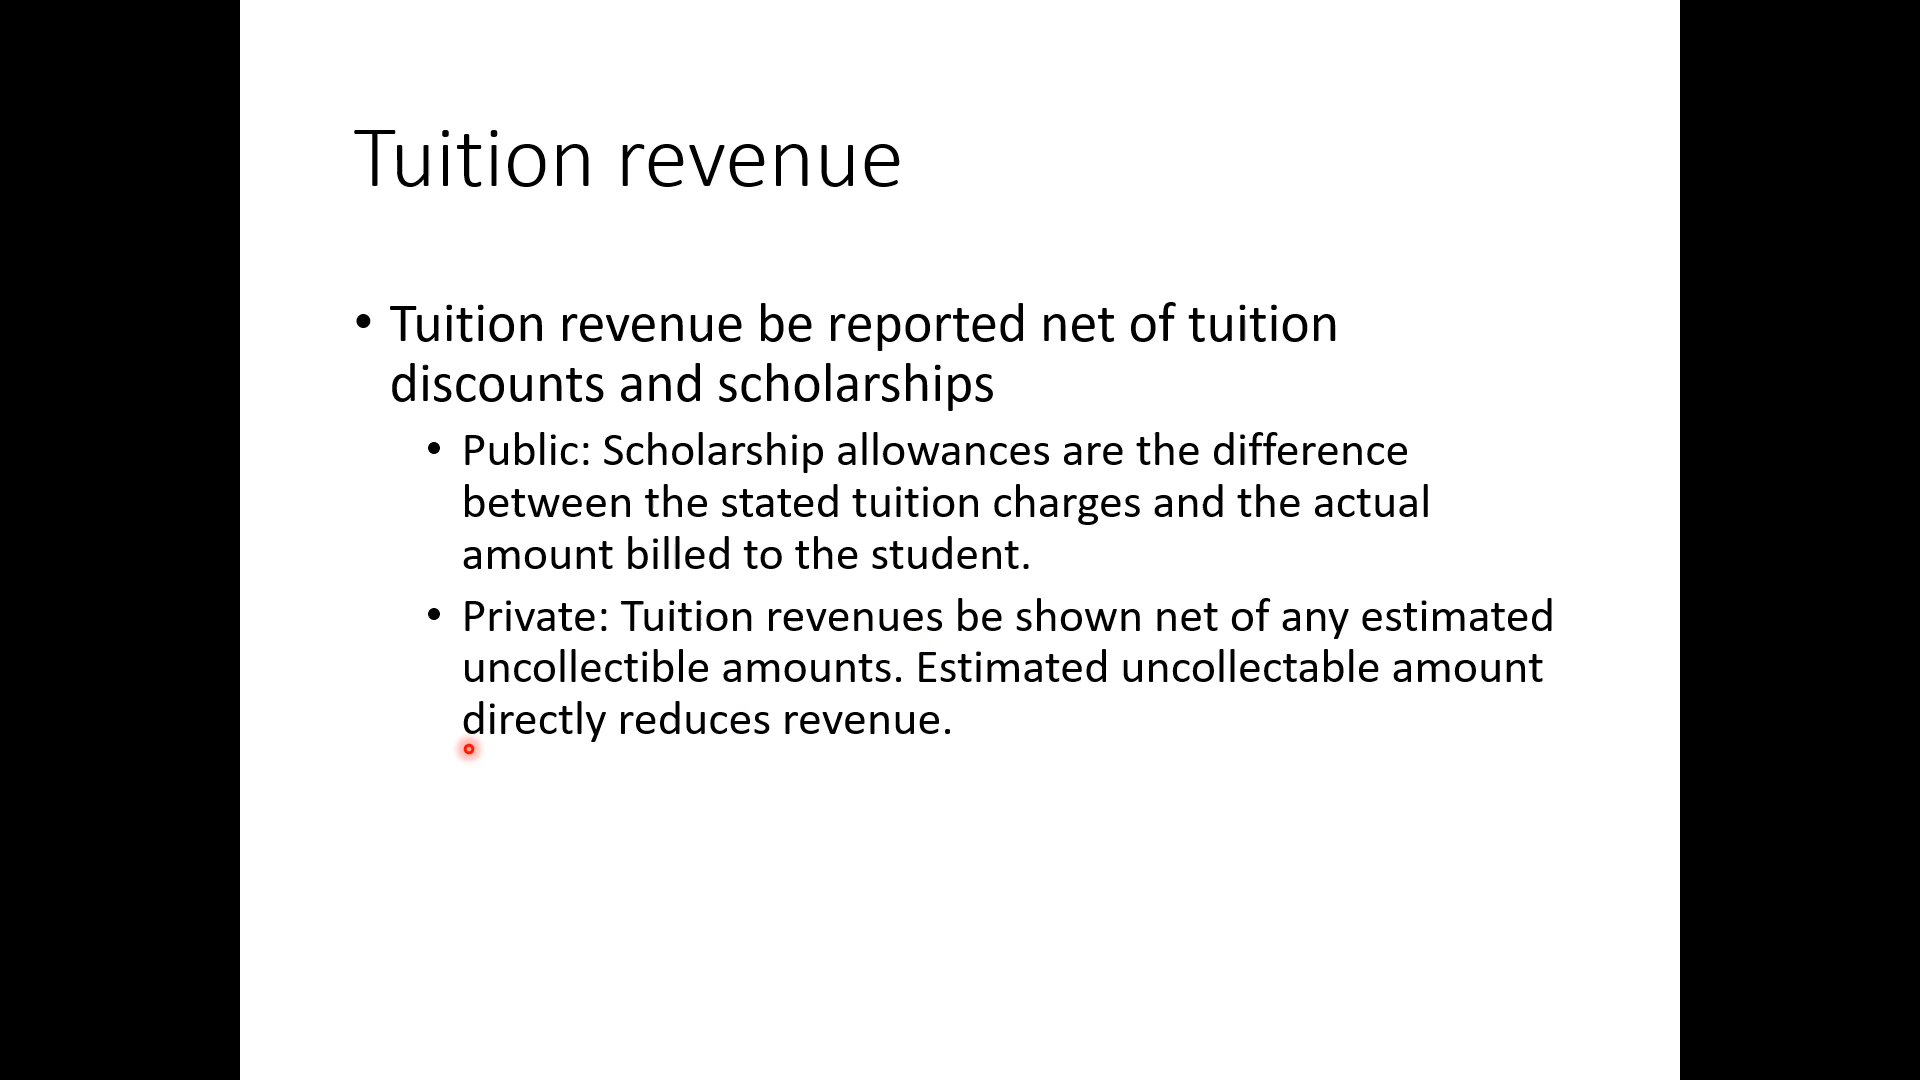 Tuition revenue
• Tuition revenue be reported net of tuition
discounts and scholarships
• Public: Scholarship allowances are the difference
between the stated tuition charges and the actual
amount billed to the student.
• Private: Tuition revenues be shown net of any estimated
uncollectible amounts. Estimated uncollectable amount
directly reduces revenue.